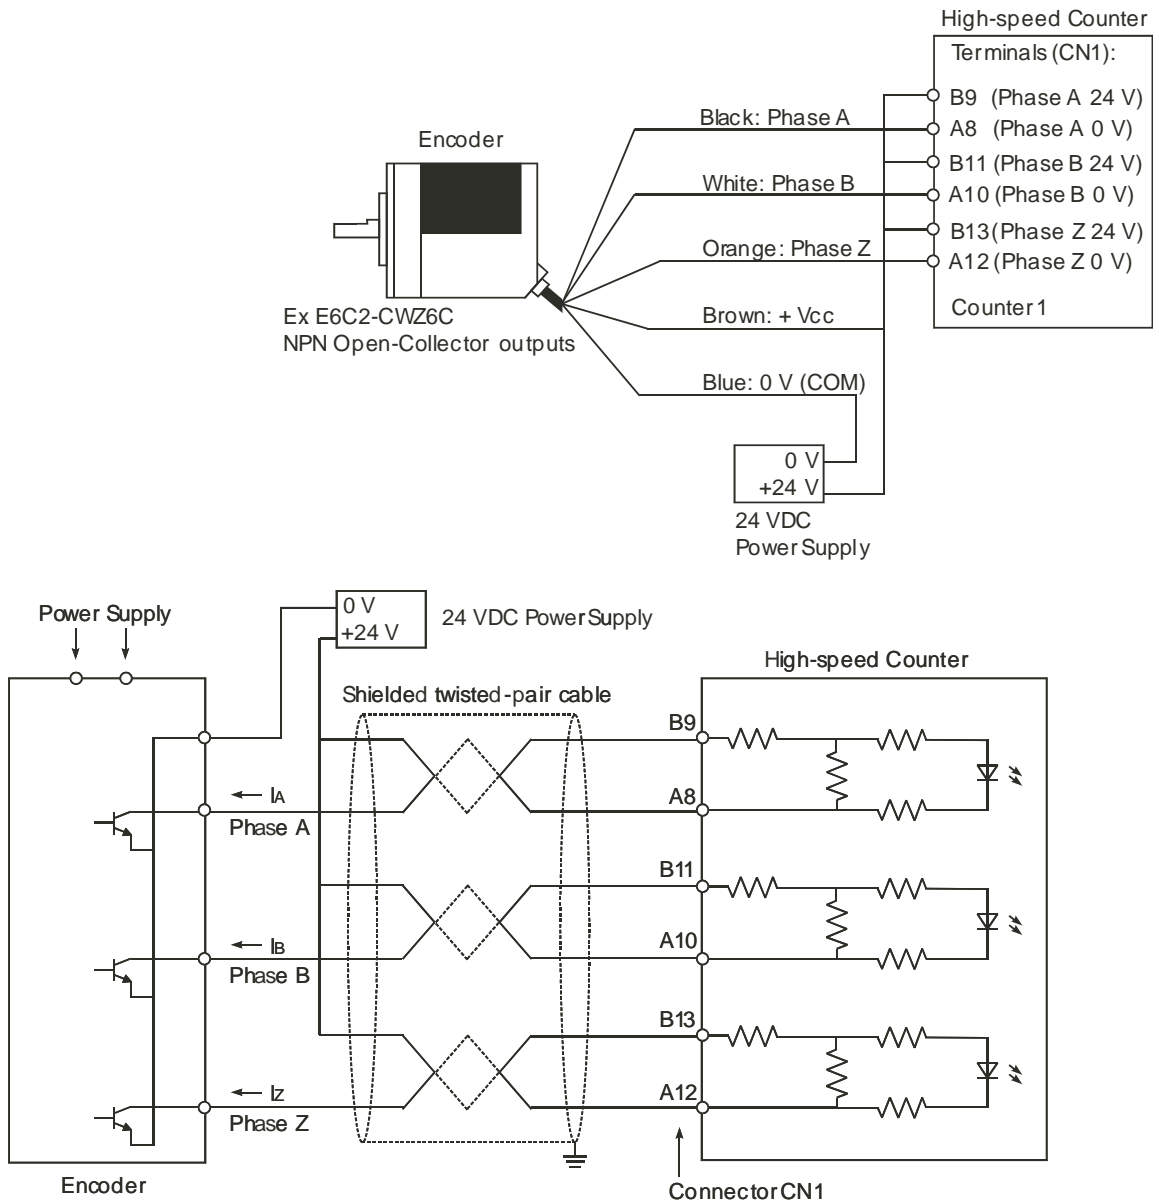 High-speed Counter
Terminals (CN1):
B9 (Phase A 24 V)
Black: Phase A
A8 (Phase A 0 V)
Encoder
B11 (Phase B 24 V)
White: Phase B
A10 (Phase B 0 V)
B13 (Phase Z 24 V)
Orange: Phase Z
A12 (Phase Z 0 V)
Ex E6C2-CWZ6C
Brown: + Vcc
Counter 1
NPN Open-Collector outputs
Blue: 0 V (COM)
0 V
+24 V
24 VDC
Power Supply
Power Supply
0 V
+24 V
24 VDC Power Supply
High-speed Counter
Shielded twisted-pair cable
B9
IA
A8
Phase A
B11
IB
A10
Phase B
B13
IZ
A12
Phase Z
Encoder
Connector CN1